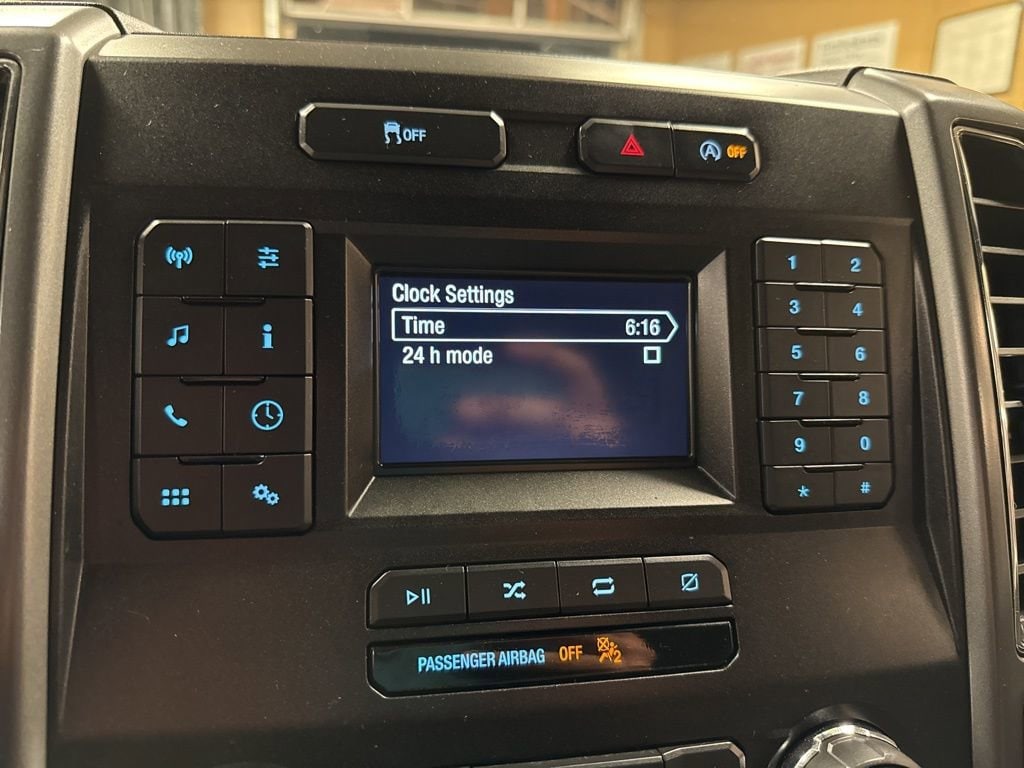 OFF
A OFF
Clock Settings
Time 6:16
24 h mode
i
1 2
3 4
5 6
7 8
9 0
* #
PASSENGER AIRBAG OFF 2